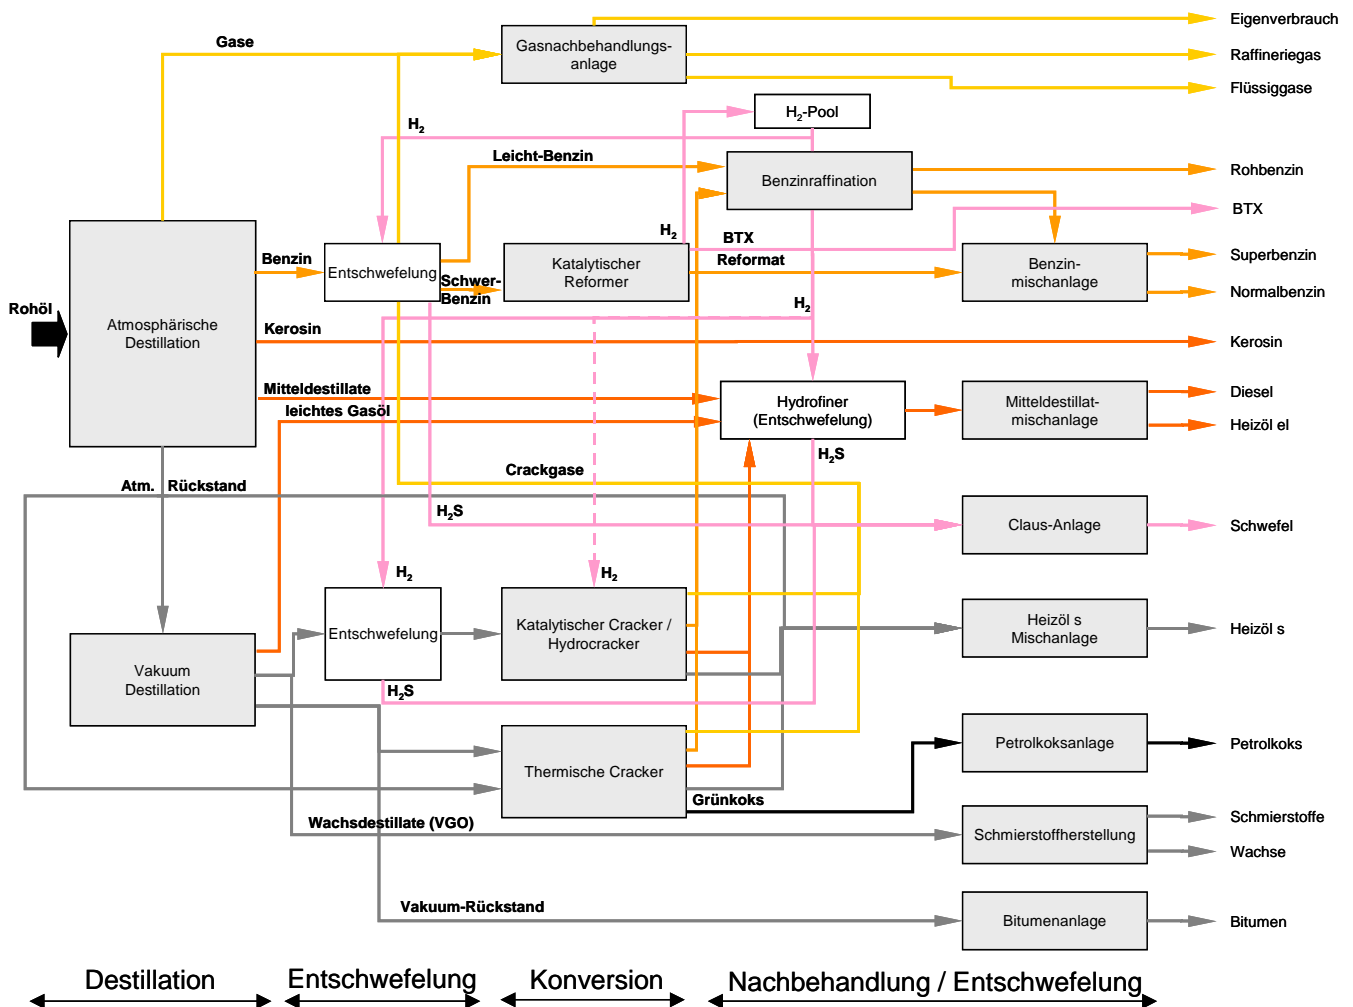 Eigenverbrauch
Gase
Gasnachbehandlungs-
anlage
Raffineriegas
Flüssiggase
H₂-Pool
H₂
Leicht-Benzin
Benzinraffination
Rohbenzin
BTX
H₂
BTX
Benzin
Entschwefelung
Schwer-
Benzin
Katalytischer
Reformer
Reformat
Benzin-
mischanlage
Superbenzin
Normalbenzin
Rohöl
Atmosphärische
Destillation
H₂
Kerosin
Kerosin
Mitteldestillate
leichtes Gasöl
Hydrofiner
(Entschwefelung)
Mitteldestillat-
mischanlage
Diesel
Heizöl el
H₂S
Crackgase
Atm. Rückstand
H₂S
Claus-Anlage
Schwefel
H₂
H₂
Entschwefelung
Katalytischer Cracker /
Hydrocracker
Heizöl s
Mischanlage
Heizöl s
Vakuum
Destillation
H₂S
Thermische Cracker
Petrolkoksanlage
Petrolkoks
Grünkoks
Wachsdestillate (VGO)
Schmierstoffherstellung
Schmierstoffe
Wachse
Vakuum-Rückstand
Bitumenanlage
Bitumen
Destillation
Entschwefelung
Konversion
Nachbehandlung / Entschwefelung